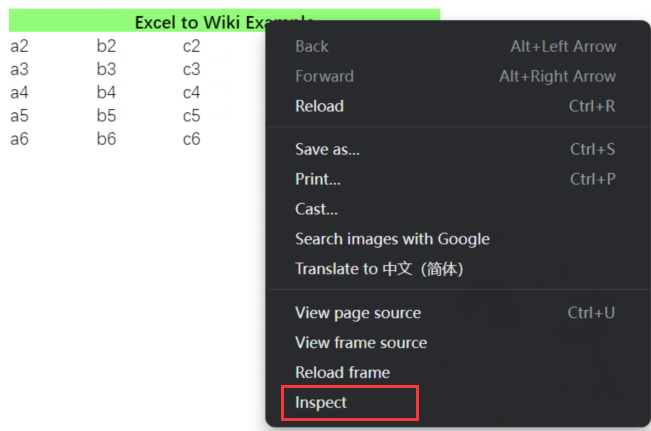 Excel to Wiki Example
a2 b2 c2
a3 b3 c3
a4 b4 c4
a5 b5 c5
a6 b6 c6
Back Alt+Left Arrow
Forward Alt+Right Arrow
Reload Ctrl+R
Save as... Ctrl+S
Print... Ctrl+P
Cast...
Search images with Google
Translate to 中文（简体）
View page source Ctrl+U
View frame source
Reload frame
Inspect